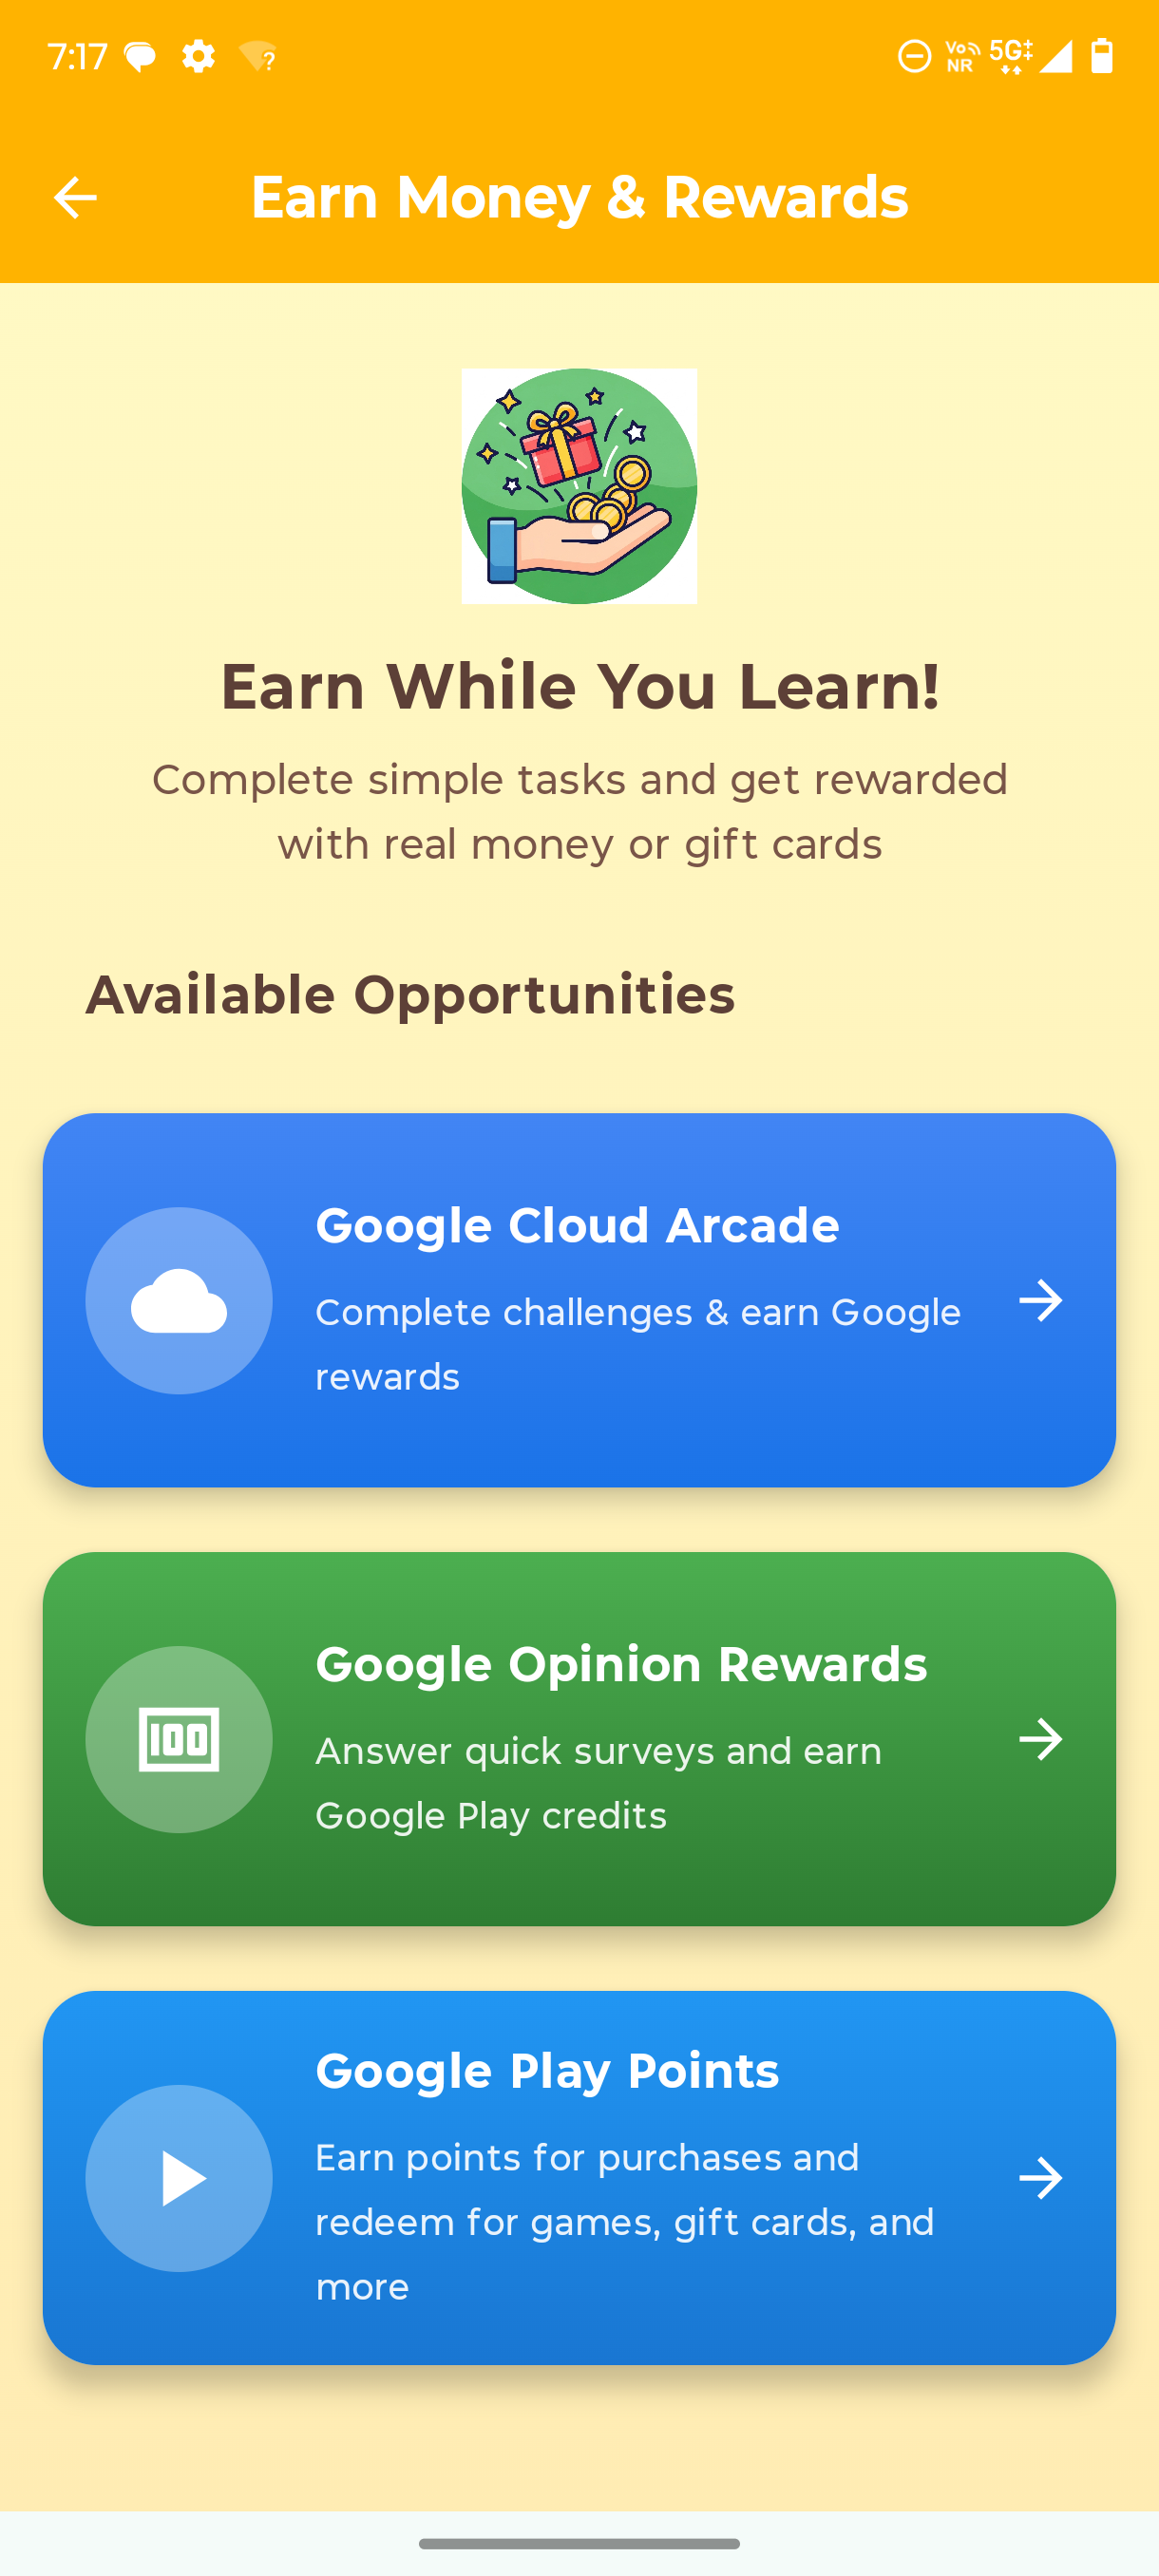 7:17
Vo NR 5G
Earn Money & Rewards
Earn While You Learn!
Complete simple tasks and get rewarded
with real money or gift cards
Available Opportunities
Google Cloud Arcade
Complete challenges & earn Google
rewards
100
Google Opinion Rewards
Answer quick surveys and earn
Google Play credits
Google Play Points
Earn points for purchases and
redeem for games, gift cards, and
more